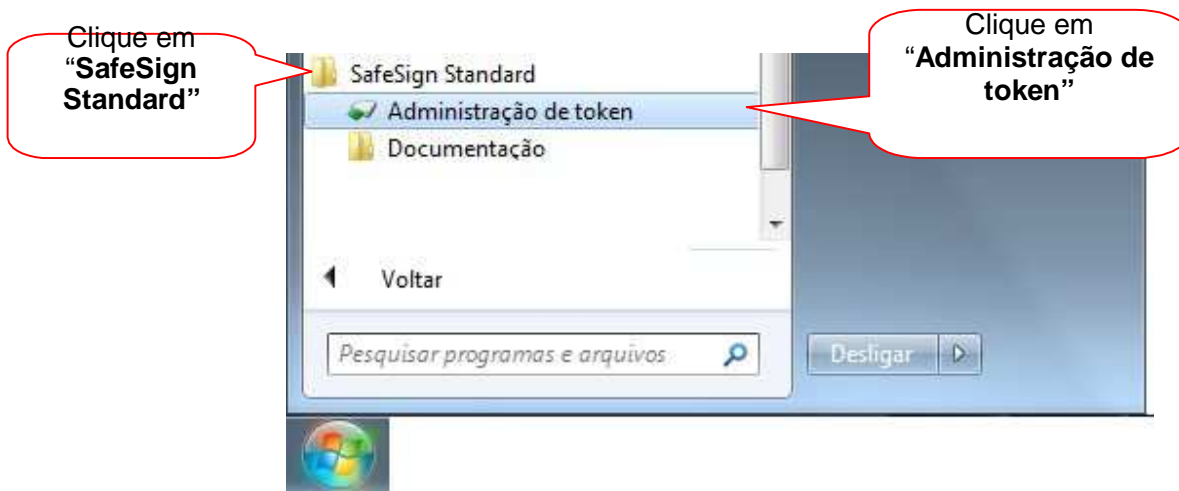 Clique em
“SafeSign
Standard”
Clique em
“Administração de
token”
SafeSign Standard
Administração de token
Documentação
Voltar
Pesquisar programas e arquivos
Desligar